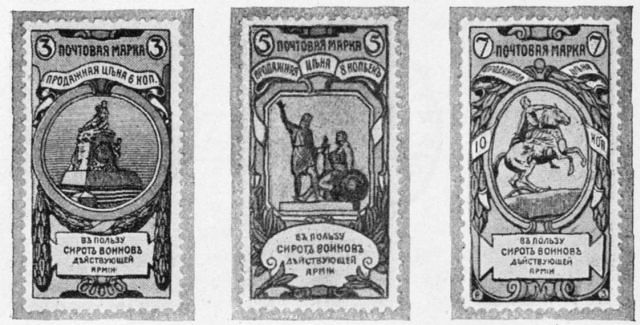 3 ПОЧТОВАЯ МАРКА 3
ПРОДАЖНАЯ ЦѢНА 6 КОП.
ВЪ ПОЛЬЗУ
СИРОТЪ ВОИНОВЪ
ДѢЙСТВУЮЩЕЙ
АРМІИ
5 ПОЧТОВАЯ МАРКА 5
ПРОДАЖНАЯ ЦѢНА 8 КОПѢЕКЪ
ВЪ ПОЛЬЗУ
СИРОТЪ ВОИНОВЪ
ДѢЙСТВУЮЩЕЙ
АРМІИ
7 ПОЧТОВАЯ МАРКА 7
ПРОДАЖНАЯ ЦѢНА
10 КОП
ВЪ ПОЛЬЗУ
СИРОТЪ ВОИНОВЪ
ДѢЙСТВУЮЩЕЙ
АРМІИ